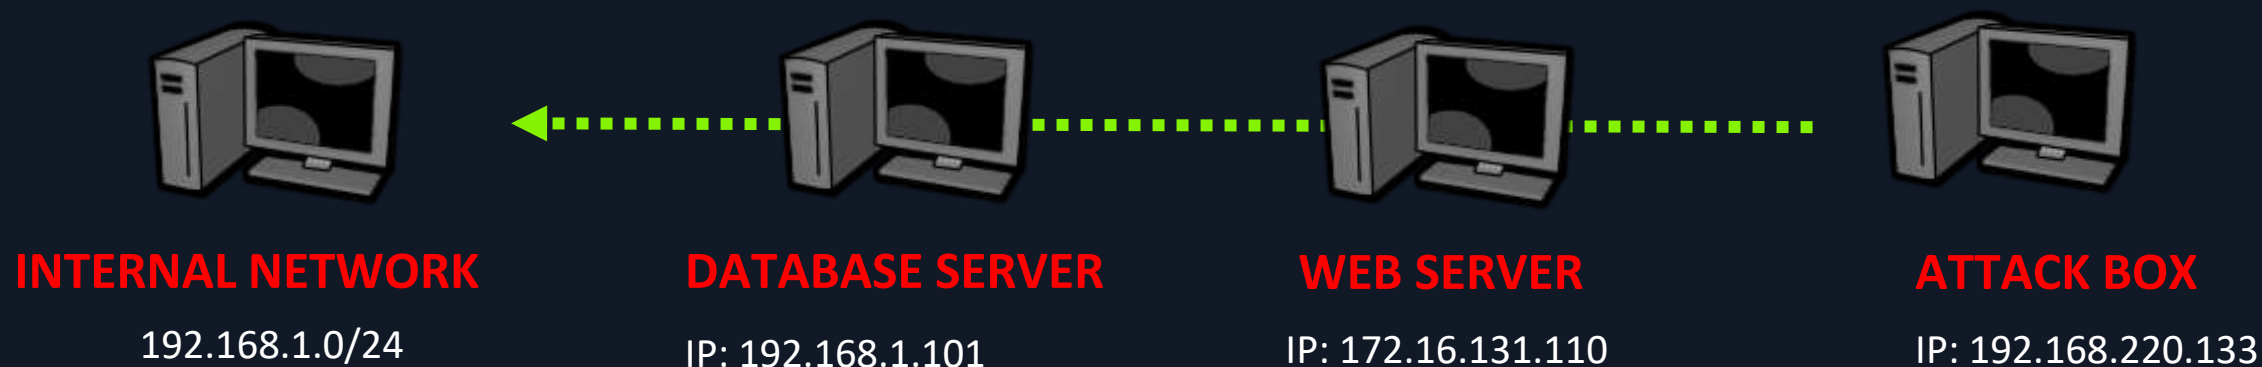 INTERNAL NETWORK
192.168.1.0/24
DATABASE SERVER
IP: 192.168.1.101
WEB SERVER
IP: 172.16.131.110
ATTACK BOX
IP: 192.168.220.133